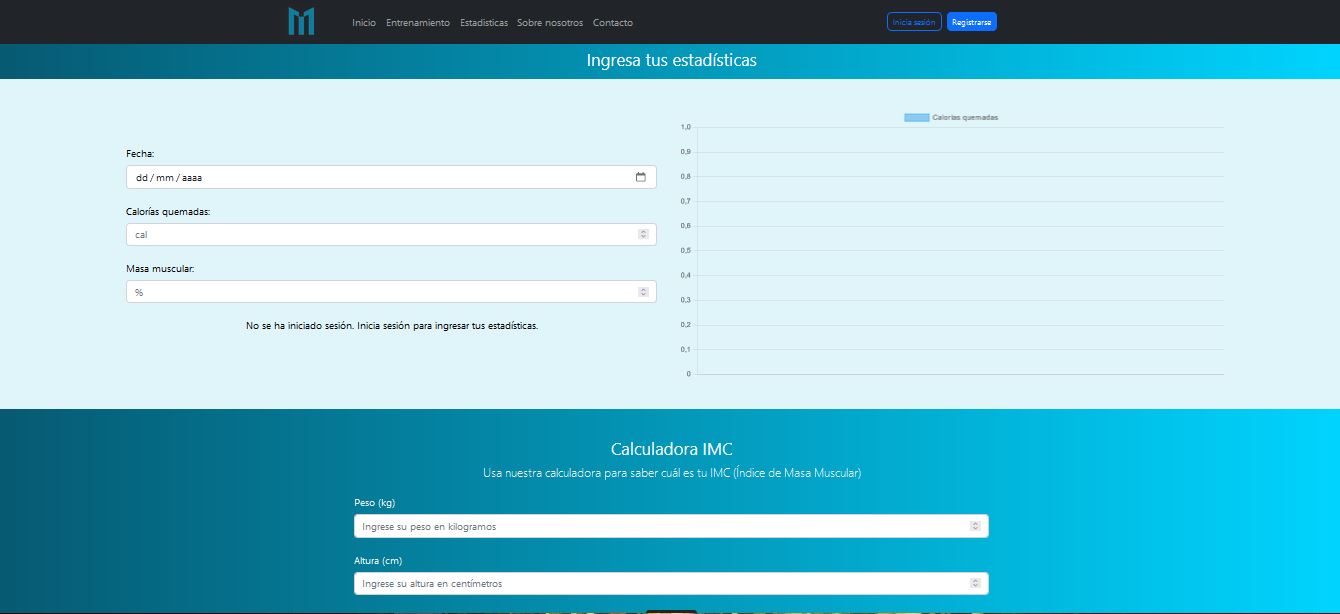 Inicio Entrenamiento Estadisticas Sobre nosotros Contacto Inicia sesión Registrarse
Ingresa tus estadísticas
Fecha:
dd / mm / aaaa
Calorías quemadas:
cal
Masa muscular:
%
No se ha iniciado sesión. Inicia sesión para ingresar tus estadísticas.
Calorias quemadas
1,0
0,9
0,8
0,7
0,6
0,5
0,4
0,3
0,2
0,1
0
Calculadora IMC
Usa nuestra calculadora para saber cuál es tu IMC (Índice de Masa Muscular)
Peso (kg)
Ingrese su peso en kilogramos
Altura (cm)
Ingrese su altura en centímetros